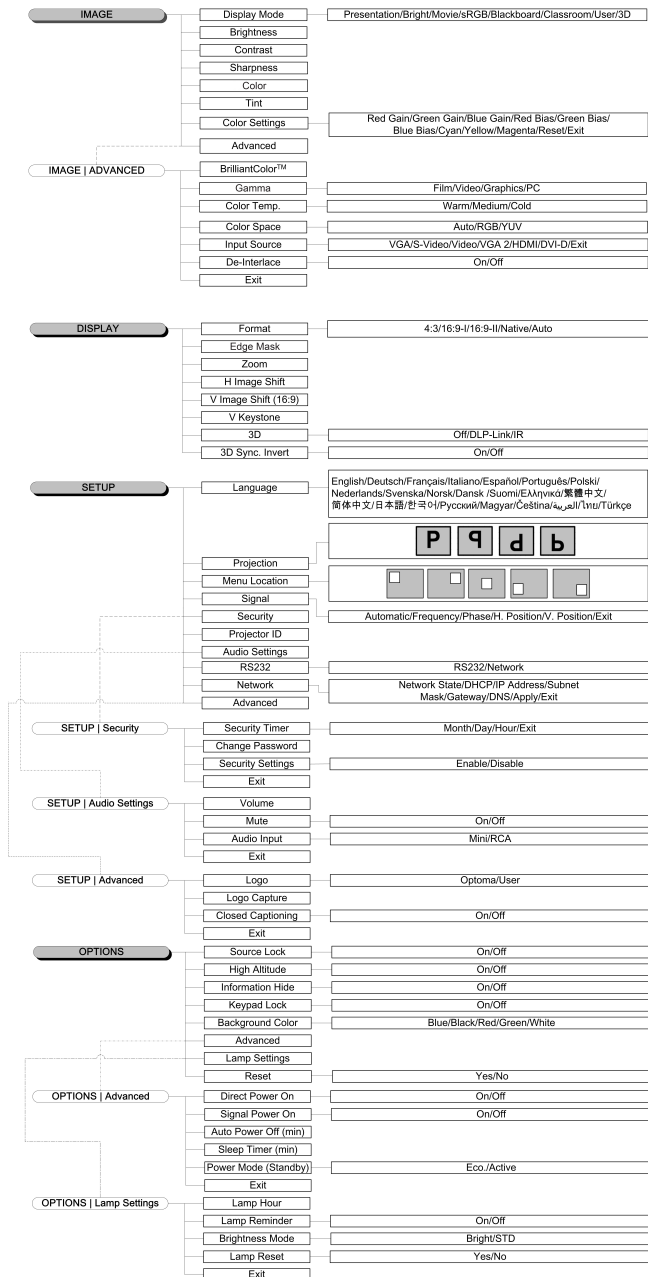 IMAGE
Display Mode
Presentation/Bright/Movie/sRGB/Blackboard/Classroom/User/3D
Brightness
Contrast
Sharpness
Color
Tint
Color Settings
Red Gain/Green Gain/Blue Gain/Red Bias/Green Bias/
Blue Bias/Cyan/Yellow/Magenta/Reset/Exit
Advanced
IMAGE | ADVANCED
BrilliantColor™
Gamma
Film/Video/Graphics/PC
Color Temp.
Warm/Medium/Cold
Color Space
Auto/RGB/YUV
Input Source
VGA/S-Video/Video/VGA 2/HDMI/DVI-D/Exit
De-Interlace
On/Off
Exit
DISPLAY
Format
4:3/16:9-I/16:9-II/Native/Auto
Edge Mask
Zoom
H Image Shift
V Image Shift (16:9)
V Keystone
3D
Off/DLP-Link/IR
3D Sync. Invert
On/Off
SETUP
Language
English/Deutsch/Français/Italiano/Español/Português/Polski/
Nederlands/Svenska/Norsk/Dansk /Suomi/Ελληνικά/繁體中文/
简体中文/日本語/한국어/Русский/Magyar/Čeština/العربية/ไทย/Türkçe
Projection
P P P P
Menu Location
Signal
Automatic/Frequency/Phase/H. Position/V. Position/Exit
Security
Projector ID
Audio Settings
RS232
RS232/Network
Network
Network State/DHCP/IP Address/Subnet
Mask/Gateway/DNS/Apply/Exit
Advanced
SETUP | Security
Security Timer
Month/Day/Hour/Exit
Change Password
Security Settings
Enable/Disable
Exit
SETUP | Audio Settings
Volume
Mute
On/Off
Audio Input
Mini/RCA
Exit
SETUP | Advanced
Logo
Optoma/User
Logo Capture
Closed Captioning
On/Off
Exit
OPTIONS
Source Lock
On/Off
High Altitude
On/Off
Information Hide
On/Off
Keypad Lock
On/Off
Background Color
Blue/Black/Red/Green/White
Advanced
Lamp Settings
Reset
Yes/No
OPTIONS | Advanced
Direct Power On
On/Off
Signal Power On
On/Off
Auto Power Off (min)
Sleep Timer (min)
Power Mode (Standby)
Eco./Active
Exit
OPTIONS | Lamp Settings
Lamp Hour
Lamp Reminder
On/Off
Brightness Mode
Bright/STD
Lamp Reset
Yes/No
Exit